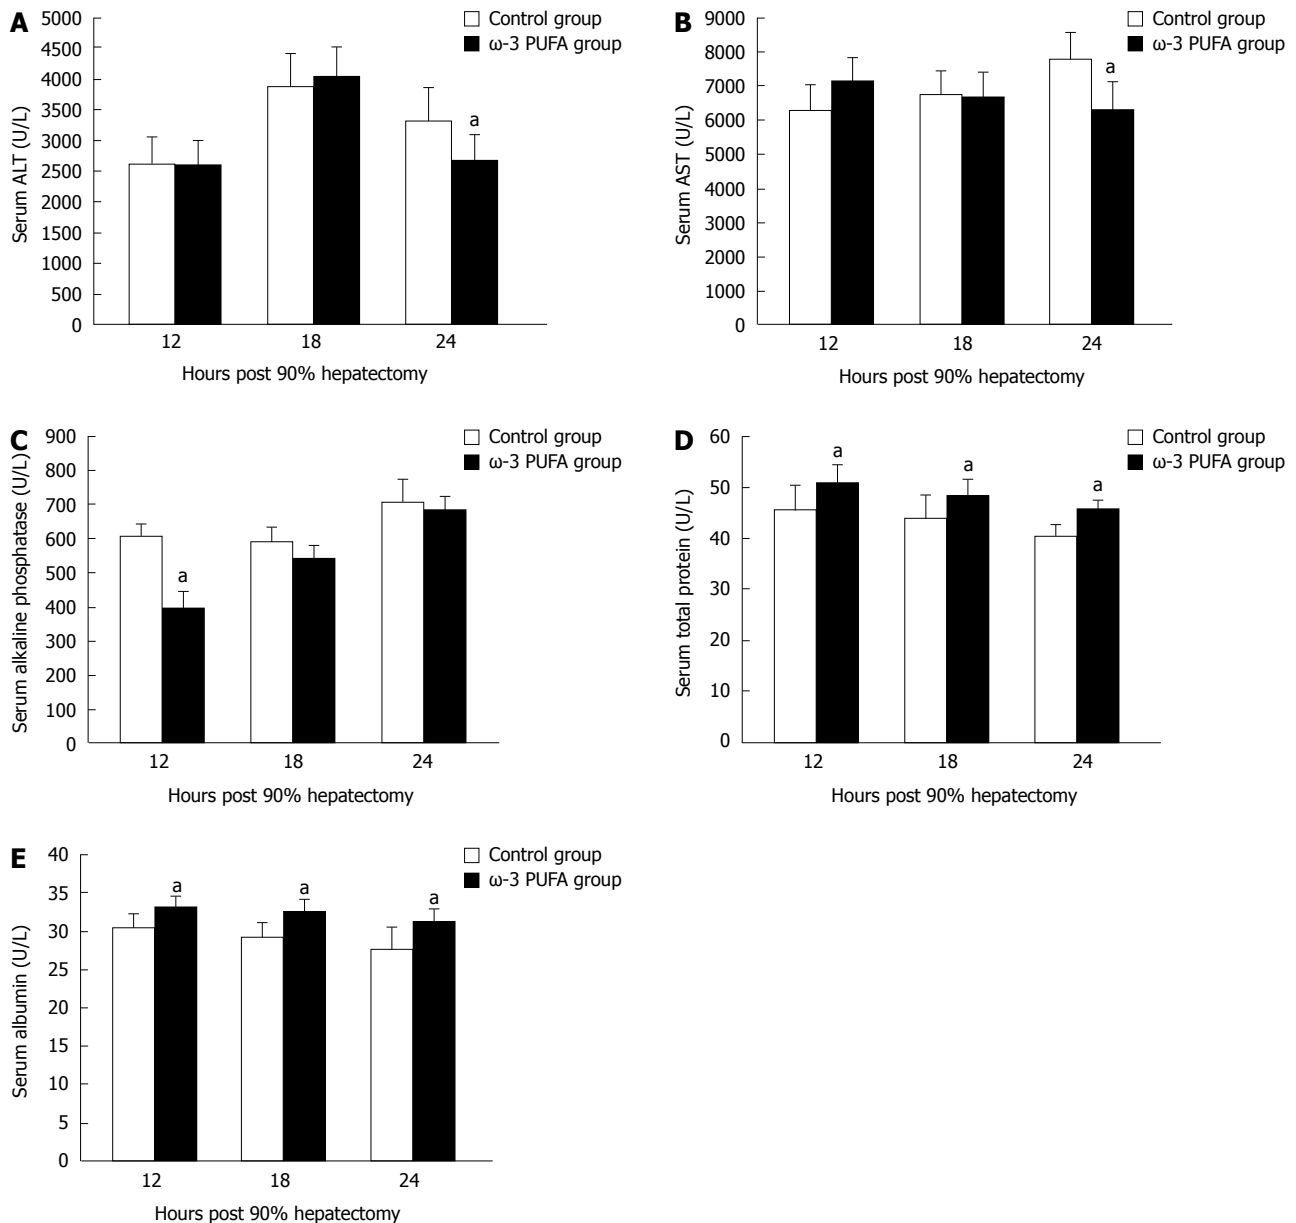 A
Control group
ω-3 PUFA group
Serum ALT (U/L)
5000
4500
4000
3500
3000
2500
2000
1500
1000
500
0
a
12 18 24
Hours post 90% hepatectomy
B
Control group
ω-3 PUFA group
Serum AST (U/L)
9000
8000
7000
6000
5000
4000
3000
2000
1000
0
a
12 18 24
Hours post 90% hepatectomy
C
Control group
ω-3 PUFA group
Serum alkaline phosphatase (U/L)
900
800
700
600
500
400
300
200
100
0
a
12 18 24
Hours post 90% hepatectomy
D
Control group
ω-3 PUFA group
Serum total protein (U/L)
60
50
40
30
20
10
0
a a a
12 18 24
Hours post 90% hepatectomy
E
Control group
ω-3 PUFA group
Serum albumin (U/L)
40
35
30
25
20
15
10
5
0
a a a
12 18 24
Hours post 90% hepatectomy